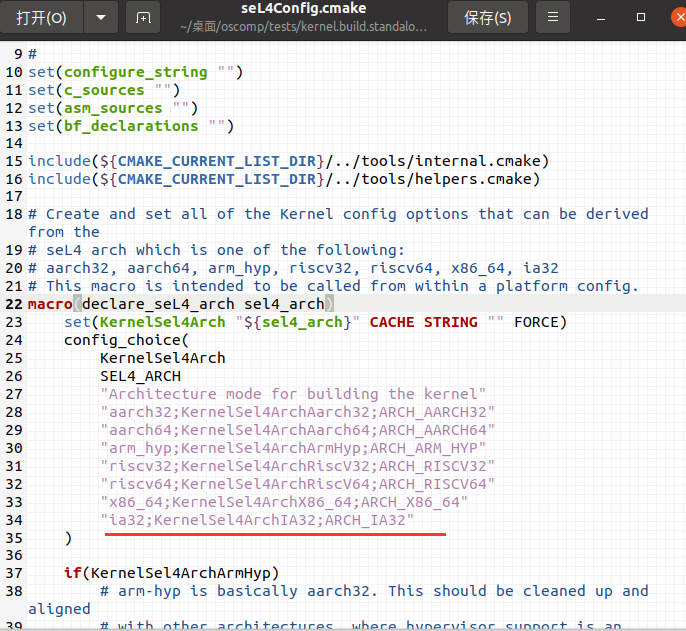 打开(O)
seL4Config.cmake
~/桌面/oscomp/tests/kernel.build.standalo...
保存(S)
9 #
10 set(configure_string "")
11 set(c_sources "")
12 set(asm_sources "")
13 set(bf_declarations "")
14
15 include(${CMAKE_CURRENT_LIST_DIR}/../tools/internal.cmake)
16 include(${CMAKE_CURRENT_LIST_DIR}/../tools/helpers.cmake)
17
18 # Create and set all of the Kernel config options that can be derived
from the
19 # seL4 arch which is one of the following:
20 # aarch32, aarch64, arm_hyp, riscv32, riscv64, x86_64, ia32
21 # This macro is intended to be called from within a platform config.
22 macro(declare_seL4_arch sel4_arch)
23     set(KernelSel4Arch "${sel4_arch}" CACHE STRING "" FORCE)
24     config_choice(
25         KernelSel4Arch
26         SEL4_ARCH
27         "Architecture mode for building the kernel"
28         "aarch32;KernelSel4ArchAarch32;ARCH_AARCH32"
29         "aarch64;KernelSel4ArchAarch64;ARCH_AARCH64"
30         "arm_hyp;KernelSel4ArchArmHyp;ARCH_ARM_HYP"
31         "riscv32;KernelSel4ArchRiscV32;ARCH_RISCV32"
32         "riscv64;KernelSel4ArchRiscV64;ARCH_RISCV64"
33         "x86_64;KernelSel4ArchX86_64;ARCH_X86_64"
34         "ia32;KernelSel4ArchIA32;ARCH_IA32"
35     )
36
37     if(KernelSel4ArchArmHyp)
38         # arm-hyp is basically aarch32. This should be cleaned up and
aligned
39         # with other architectures, where hypervisor support is an